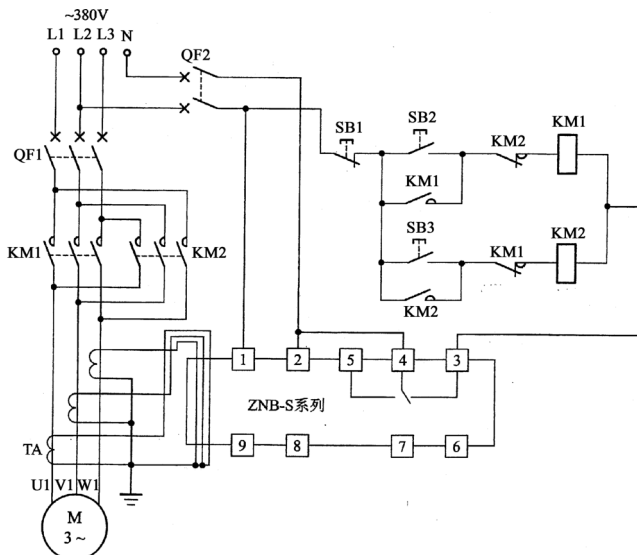 ~380V
L1 L2 L3 N
QF2
SB1
SB2
KM2
KM1
QF1
KM1
SB3
KM1
KM2
KM1
KM2
KM2
1
2
5
4
3
ZNB-S系列
TA
9
8
7
6
U1 V1 W1
M
3~